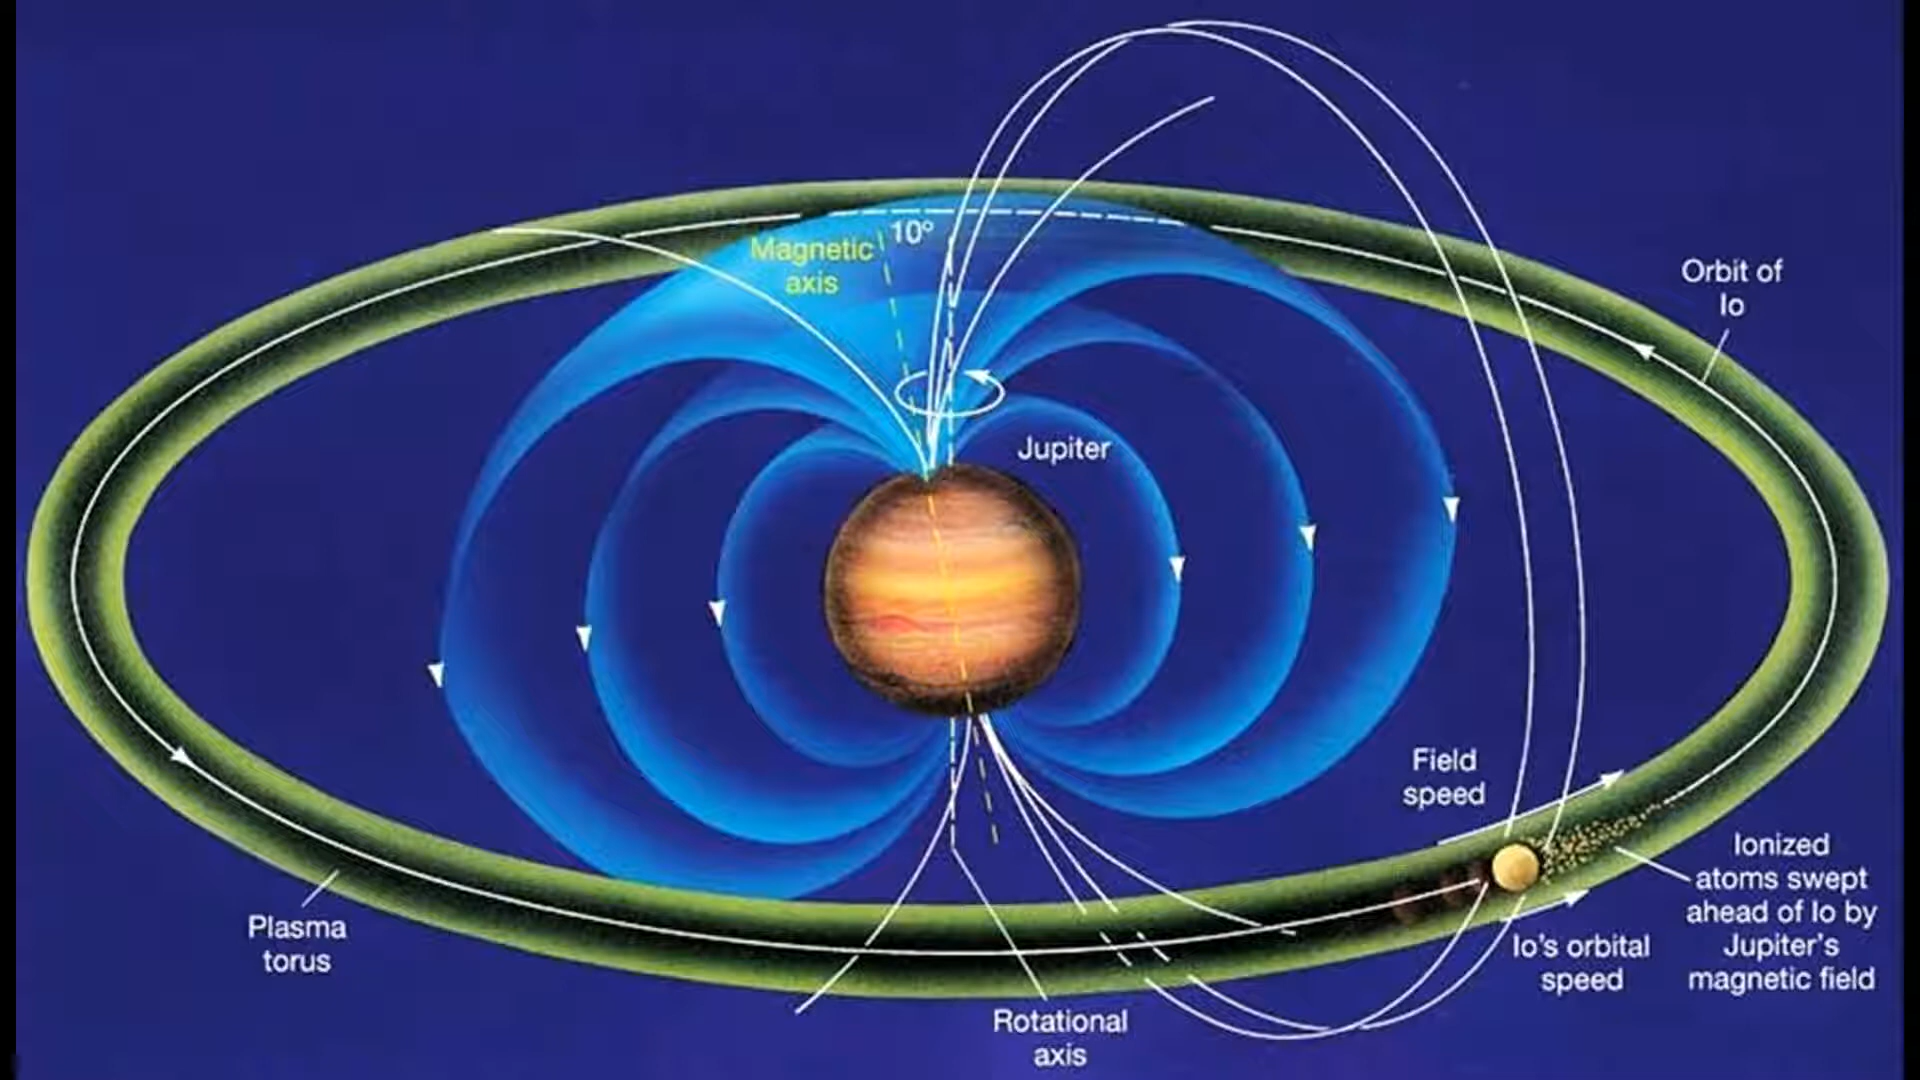 10°
Magnetic
axis
Orbit of
Io
Jupiter
Field
speed
Ionized
atoms swept
ahead of Io by
Jupiter's
magnetic field
Plasma
torus
Io's orbital
speed
Rotational
axis